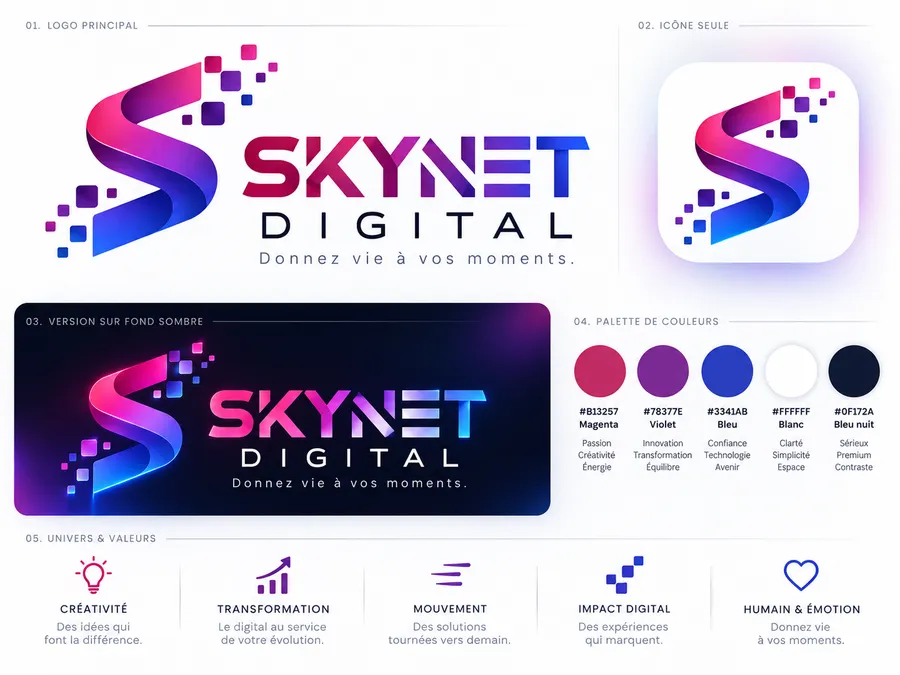 01. LOGO PRINCIPAL
SKYNET
DIGITAL
Donnez vie à vos moments.
02. ICÔNE SEULE
03. VERSION SUR FOND SOMBRE
SKYNET
DIGITAL
Donnez vie à vos moments.
04. PALETTE DE COULEURS
#B13257
Magenta
Passion
Créativité
Énergie
#78377E
Violet
Innovation
Transformation
Équilibre
#3341AB
Bleu
Confiance
Technologie
Avenir
#FFFFFF
Blanc
Clarté
Simplicité
Espace
#0F172A
Bleu nuit
Sérieux
Premium
Contraste
05. UNIVERS & VALEURS
CRÉATIVITÉ
Des idées qui
font la différence.
TRANSFORMATION
Le digital au service
de votre évolution.
MOUVEMENT
Des solutions
tournées vers demain.
IMPACT DIGITAL
Des expériences
qui marquent.
HUMAIN & ÉMOTION
Donnez vie
à vos moments.